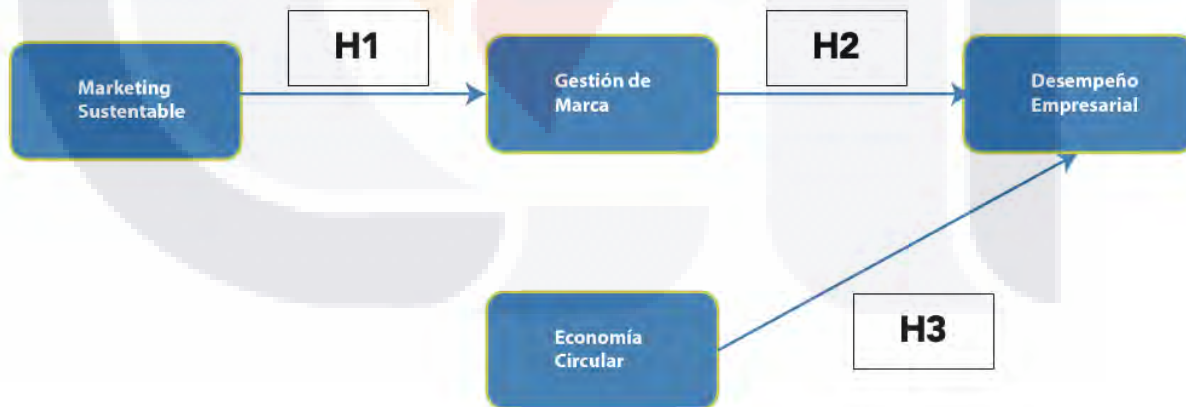 H1
H2
Marketing
Sustentable
Gestión de
Marca
Desempeño
Empresarial
Economía
Circular
H3